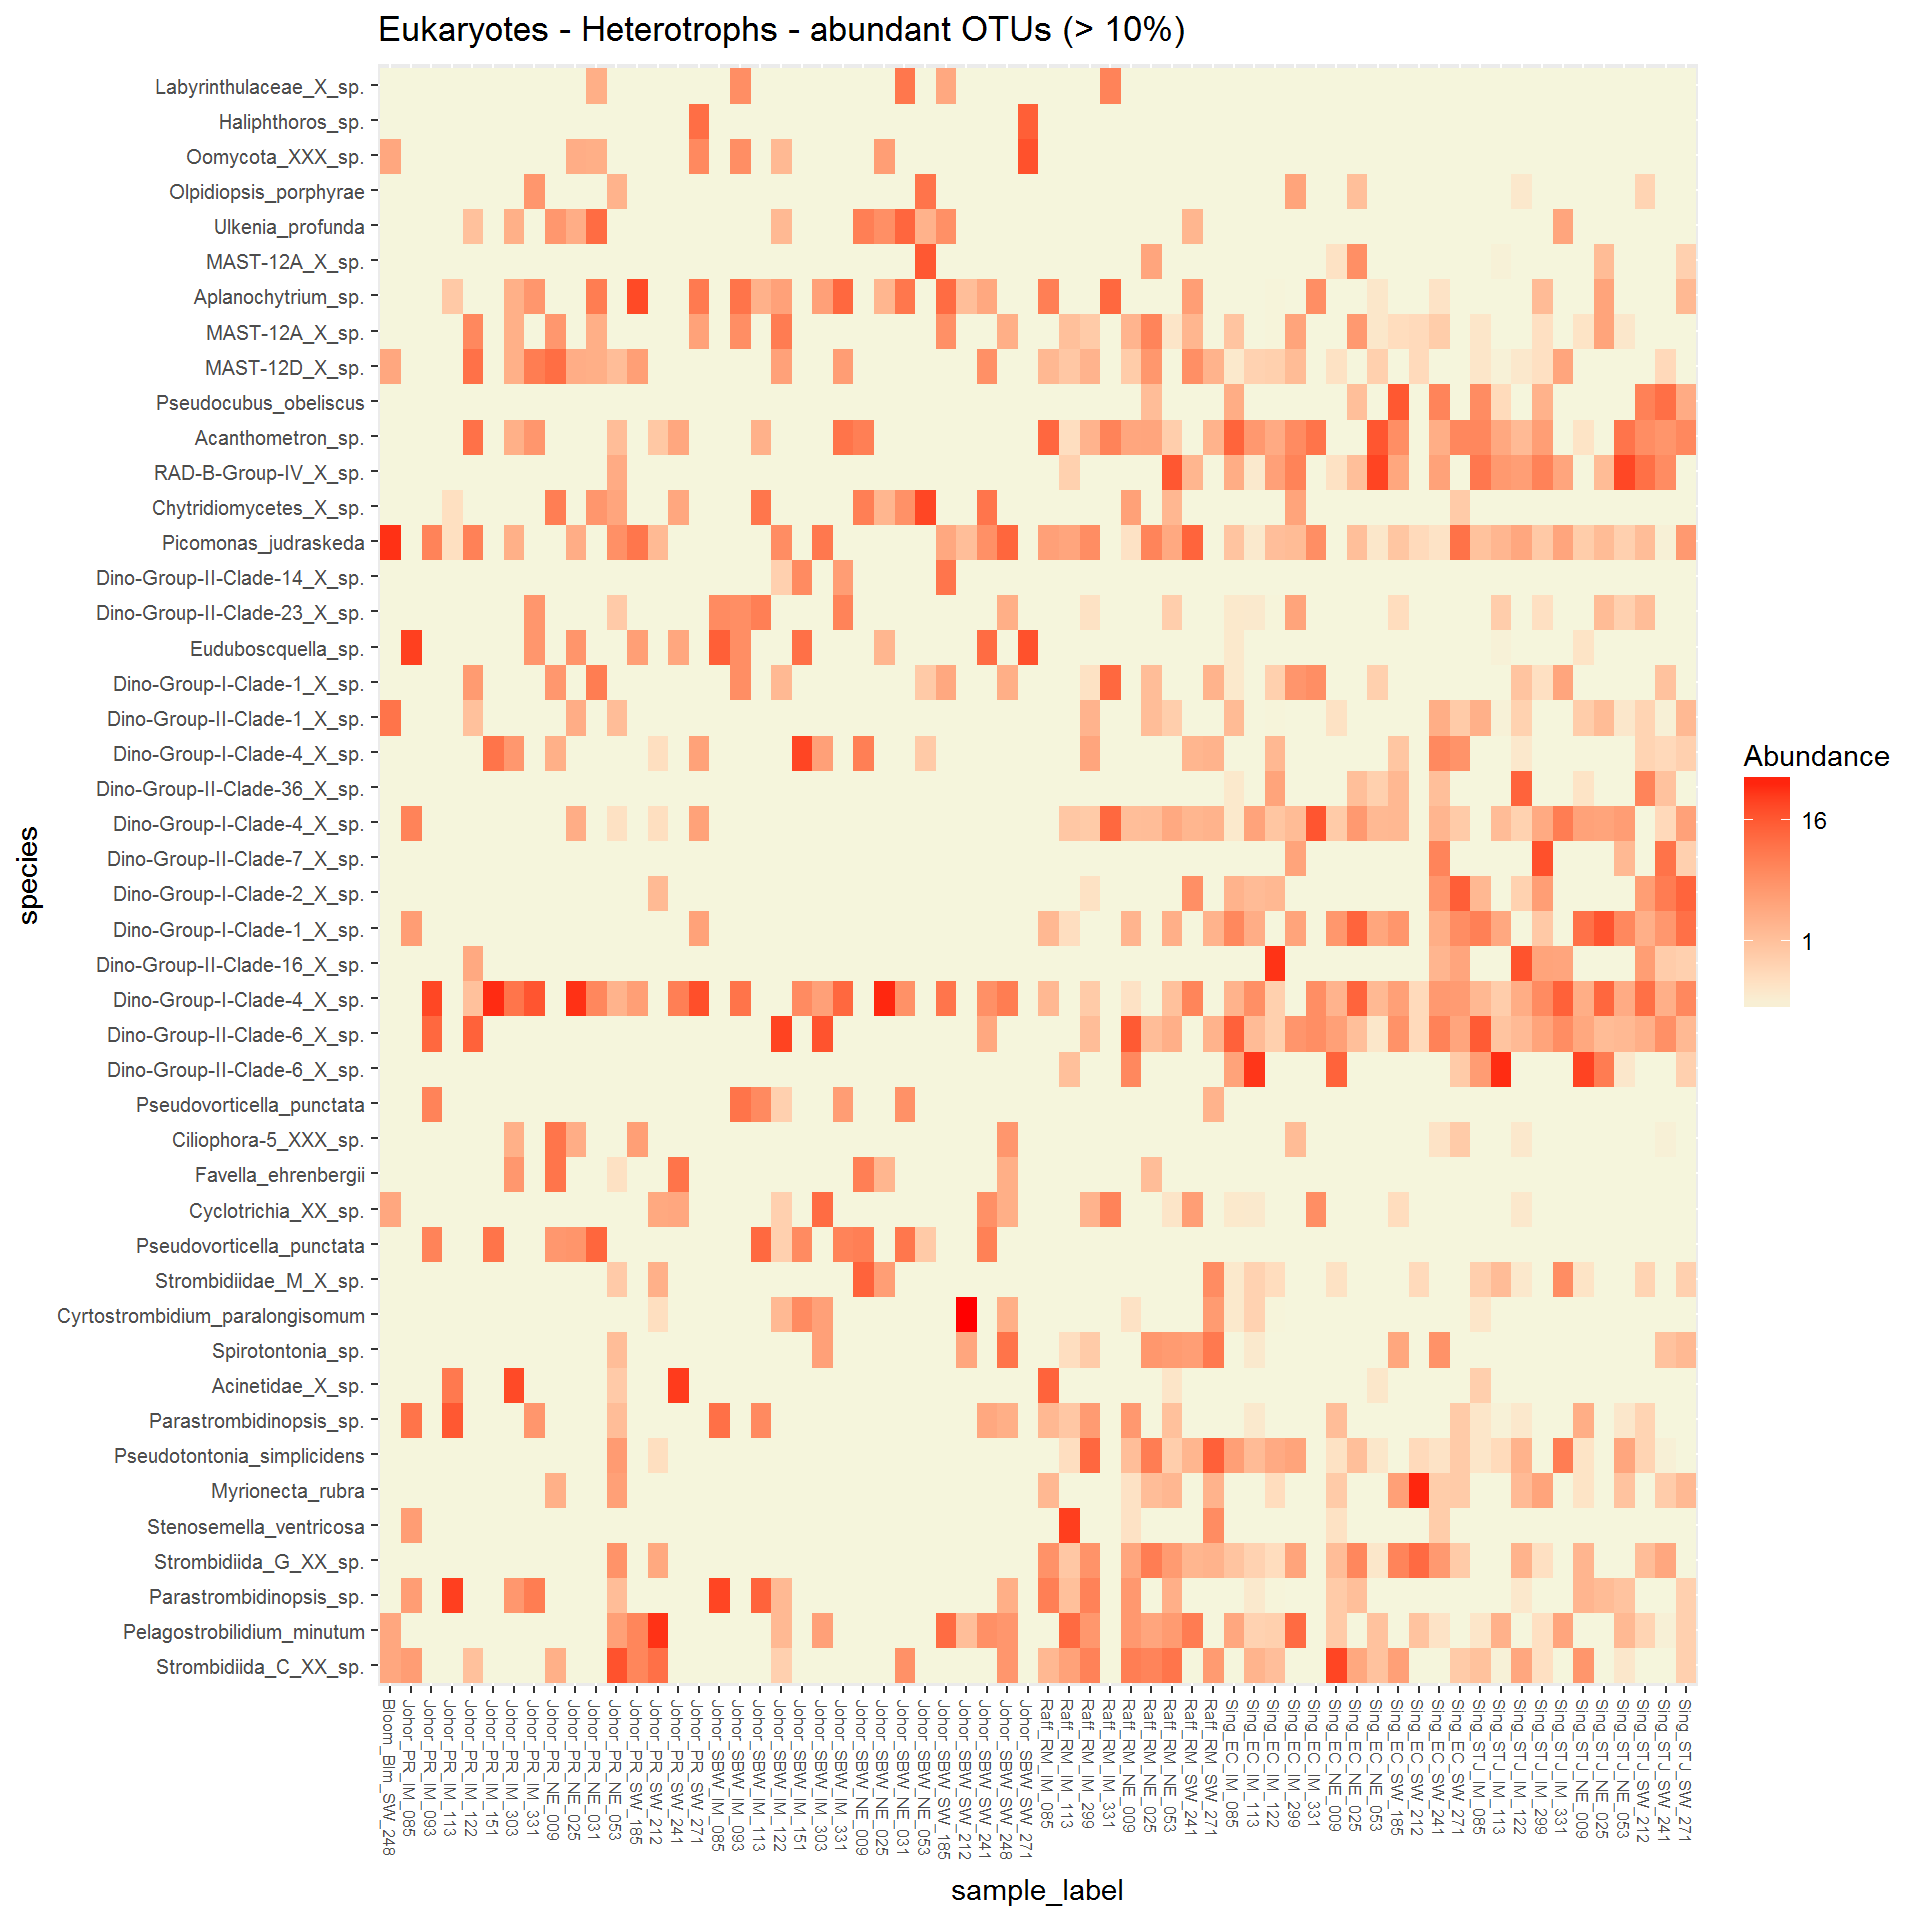 Eukaryotes - Heterotrophs - abundant OTUs (> 10%)
species
Labyrinthulaceae_X_sp.
Haliphthoros_sp.
Oomycota_XXX_sp.
Olpidiopsis_porphyrae
Ulkenia_profunda
MAST-12A_X_sp.
Aplanochytrium_sp.
MAST-12A_X_sp.
MAST-12D_X_sp.
Pseudocubus_obeliscus
Acanthometron_sp.
RAD-B-Group-IV_X_sp.
Chytridiomycetes_X_sp.
Picomonas_judraskeda
Dino-Group-II-Clade-14_X_sp.
Dino-Group-II-Clade-23_X_sp.
Euduboscquella_sp.
Dino-Group-I-Clade-1_X_sp.
Dino-Group-II-Clade-1_X_sp.
Dino-Group-I-Clade-4_X_sp.
Dino-Group-II-Clade-36_X_sp.
Dino-Group-I-Clade-4_X_sp.
Dino-Group-II-Clade-7_X_sp.
Dino-Group-I-Clade-2_X_sp.
Dino-Group-I-Clade-1_X_sp.
Dino-Group-II-Clade-16_X_sp.
Dino-Group-I-Clade-4_X_sp.
Dino-Group-II-Clade-6_X_sp.
Dino-Group-II-Clade-6_X_sp.
Pseudovorticella_punctata
Ciliophora-5_XXX_sp.
Favella_ehrenbergii
Cyclotrichia_XX_sp.
Pseudovorticella_punctata
Strombidiidae_M_X_sp.
Cyrtostrombidium_paralongisomum
Spirotontonia_sp.
Acinetidae_X_sp.
Parastrombidinopsis_sp.
Pseudotontonia_simplicidens
Myrionecta_rubra
Stenosemella_ventricosa
Strombidiida_G_XX_sp.
Parastrombidinopsis_sp.
Pelagostrobilidium_minutum
Strombidiida_C_XX_sp.
Bloom_Blm_SW_248
Johor_PR_IM_085
Johor_PR_IM_093
Johor_PR_IM_113
Johor_PR_IM_122
Johor_PR_IM_151
Johor_PR_IM_303
Johor_PR_IM_331
Johor_PR_NE_009
Johor_PR_NE_025
Johor_PR_NE_031
Johor_PR_NE_053
Johor_PR_SW_185
Johor_PR_SW_212
Johor_PR_SW_241
Johor_PR_SW_271
Johor_SBW_IM_085
Johor_SBW_IM_093
Johor_SBW_IM_113
Johor_SBW_IM_122
Johor_SBW_IM_151
Johor_SBW_IM_303
Johor_SBW_IM_331
Johor_SBW_NE_009
Johor_SBW_NE_025
Johor_SBW_NE_031
Johor_SBW_NE_053
Johor_SBW_SW_185
Johor_SBW_SW_212
Johor_SBW_SW_241
Johor_SBW_SW_248
Johor_SBW_SW_271
Raff_RM_IM_085
Raff_RM_IM_113
Raff_RM_IM_299
Raff_RM_IM_331
Raff_RM_NE_009
Raff_RM_NE_025
Raff_RM_NE_053
Raff_RM_SW_241
Raff_RM_SW_271
Sing_EC_IM_085
Sing_EC_IM_113
Sing_EC_IM_122
Sing_EC_IM_299
Sing_EC_IM_331
Sing_EC_NE_009
Sing_EC_NE_025
Sing_EC_NE_053
Sing_EC_SW_185
Sing_EC_SW_212
Sing_EC_SW_241
Sing_EC_SW_271
Sing_STJ_IM_085
Sing_STJ_IM_113
Sing_STJ_IM_122
Sing_STJ_IM_299
Sing_STJ_IM_331
Sing_STJ_NE_009
Sing_STJ_NE_025
Sing_STJ_NE_053
Sing_STJ_SW_212
Sing_STJ_SW_241
Sing_STJ_SW_271
sample_label
Abundance
16
1